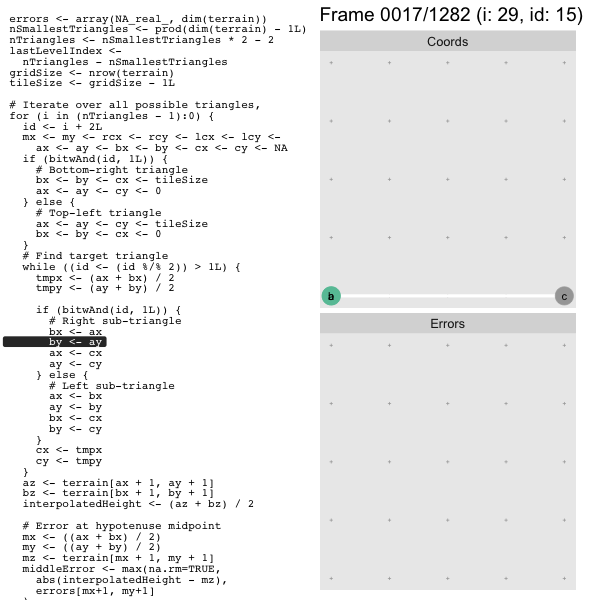 errors <- array(NA_real_, dim(terrain))
nSmallestTriangles <- prod(dim(terrain) - 1L)
nTriangles <- nSmallestTriangles * 2 - 2
lastLevelIndex <-
nTriangles - nSmallestTriangles
gridSize <- nrow(terrain)
tileSize <- gridSize - 1L
# Iterate over all possible triangles,
for (i in (nTriangles - 1):0) {
id <- i + 2L
mx <- my <- rcx <- rcy <- lcx <- lcy <-
ax <- ay <- bx <- by <- cx <- cy <- NA
if (bitwAnd(id, 1L)) {
# Bottom-right triangle
bx <- by <- cx <- tileSize
ax <- ay <- cy <- 0
} else {
# Top-left triangle
ax <- ay <- cy <- tileSize
bx <- by <- cx <- 0
}
# Find target triangle
while ((id <- (id %/% 2)) > 1L) {
tmpx <- (ax + bx) / 2
tmpy <- (ay + by) / 2
if (bitwAnd(id, 1L)) {
# Right sub-triangle
bx <- ax
by <- ay
ax <- cx
ay <- cy
} else {
# Left sub-triangle
ax <- bx
ay <- by
bx <- cx
by <- cy
}
cx <- tmpx
cy <- tmpy
}
az <- terrain[ax + 1, ay + 1]
bz <- terrain[bx + 1, by + 1]
interpolatedHeight <- (az + bz) / 2
# Error at hypotenuse midpoint
mx <- ((ax + bx) / 2)
my <- ((ay + by) / 2)
mz <- terrain[mx + 1, my + 1]
middleError <- max(na.rm=TRUE,
abs(interpolatedHeight - mz),
errors[mx+1, my+1]
Frame 0017/1282 (i: 29, id: 15)
Coords
b
c
Errors